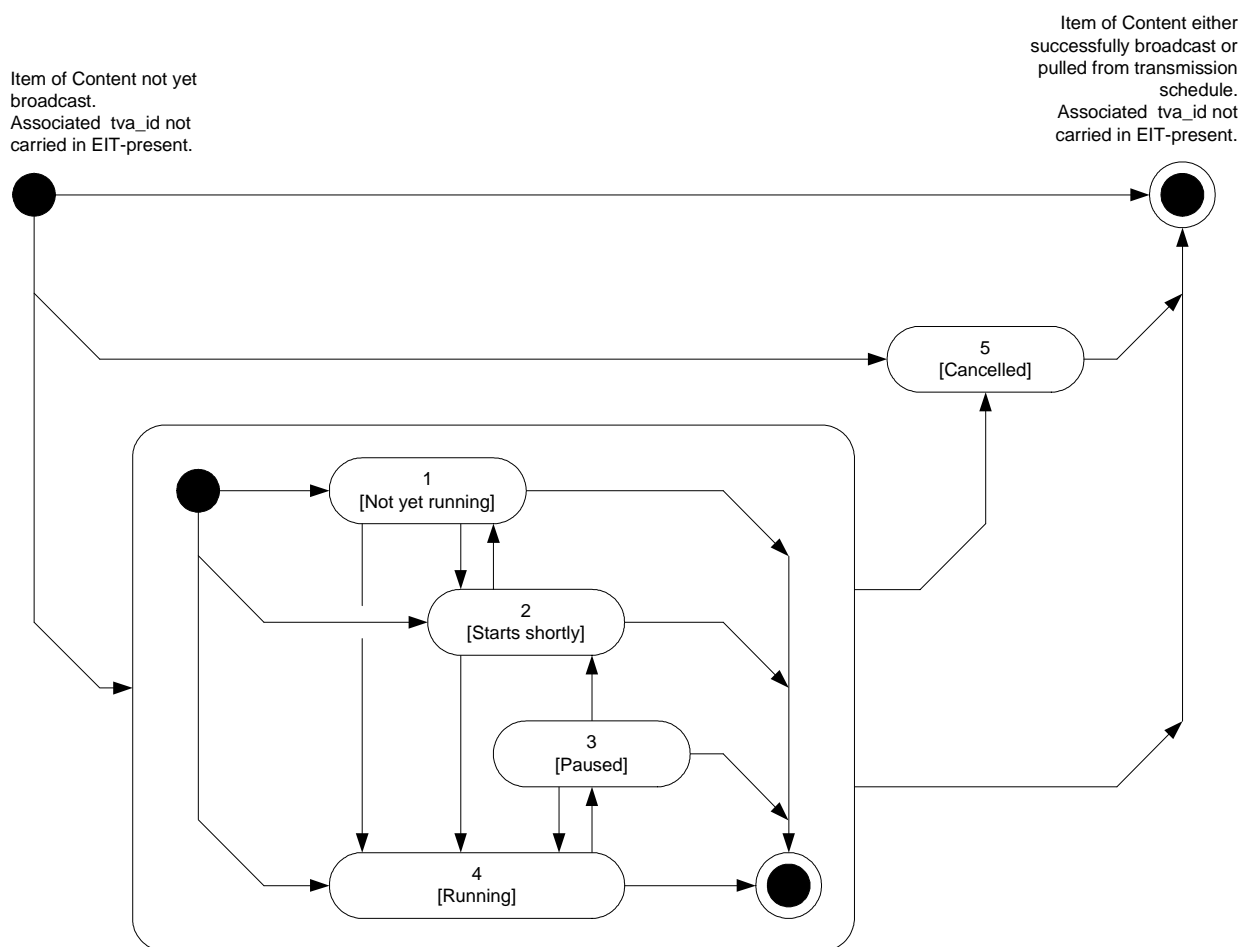 Item of Content either
successfully broadcast or
pulled from transmission
schedule.
Associated tva_id not
carried in EIT-present.
Item of Content not yet
broadcast.
Associated tva_id not
carried in EIT-present.
5
[Cancelled]
1
[Not yet running]
2
[Starts shortly]
3
[Paused]
4
[Running]